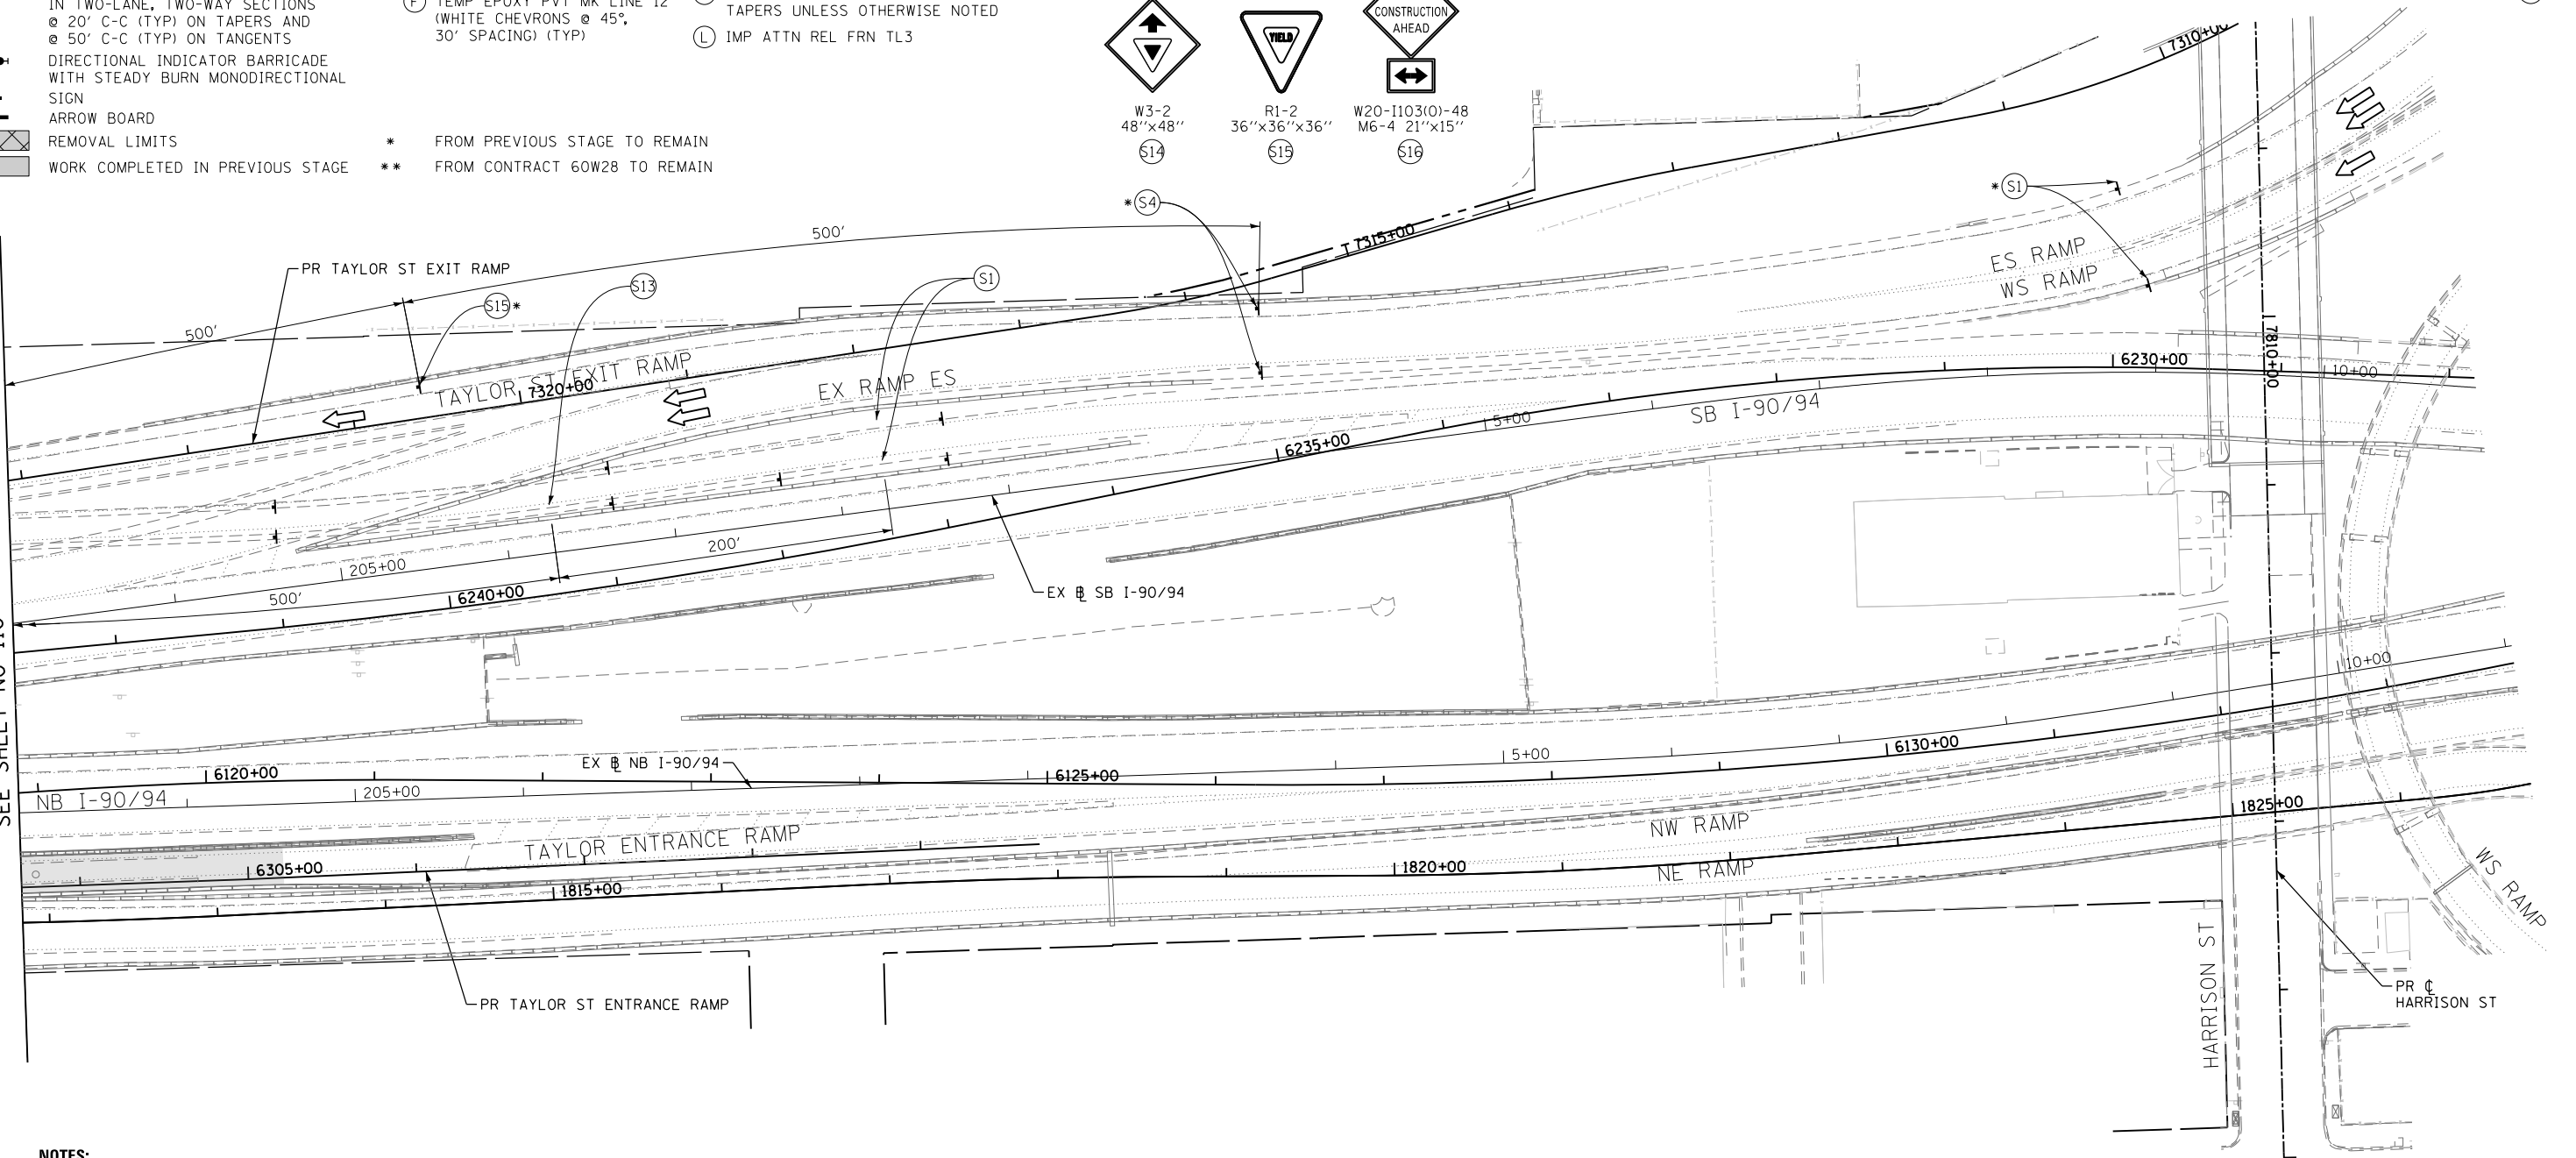 IN TWO-LANE, TWO-WAY SECTIONS
@ 20' C-C (TYP) ON TAPERS AND
@ 50' C-C (TYP) ON TANGENTS
DIRECTIONAL INDICATOR BARRICADE
WITH STEADY BURN MONODIRECTIONAL
SIGN
ARROW BOARD
REMOVAL LIMITS
WORK COMPLETED IN PREVIOUS STAGE
F TEMP EPOXY PVT MK LINE 12"
(WHITE CHEVRONS @ 45°,
30' SPACING) (TYP)
* FROM PREVIOUS STAGE TO REMAIN
** FROM CONTRACT 60W28 TO REMAIN
TAPERS UNLESS OTHERWISE NOTED
L IMP ATTN REL FRN TL3
W3-2
48"x48"
S14
YIELD
R1-2
36"x36"x36"
S15
CONSTRUCTION
AHEAD
W20-I103(O)-48
M6-4 21"x15"
S16
7310+00
*S4
*S1
500'
7315+00
PR TAYLOR ST EXIT RAMP
S13
S1
S15*
500'
ES RAMP
WS RAMP
7810+00
6230+00
10+00
TAYLOR ST EXIT RAMP
7320+00
EX RAMP ES
SB I-90/94
5+00
6235+00
200'
205+00
500'
6240+00
EX ℄ SB I-90/94
10+00
6130+00
5+00
EX ℄ NB I-90/94
6120+00
6125+00
205+00
NB I-90/94
1825+00
NW RAMP
TAYLOR ENTRANCE RAMP
6305+00
1815+00
1820+00
NE RAMP
WS RAMP
HARRISON ST
PR ℄
HARRISON ST
PR TAYLOR ST ENTRANCE RAMP
NOTES: